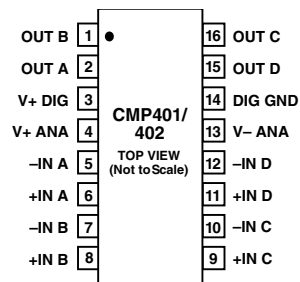 OUT B 1 16 OUT C
OUT A 2 15 OUT D
V+ DIG 3 14 DIG GND
V+ ANA 4 13 V– ANA
–IN A 5 12 –IN D
+IN A 6 11 +IN D
–IN B 7 10 –IN C
+IN B 8 9 +IN C
CMP401/
402
TOP VIEW
(Not to Scale)